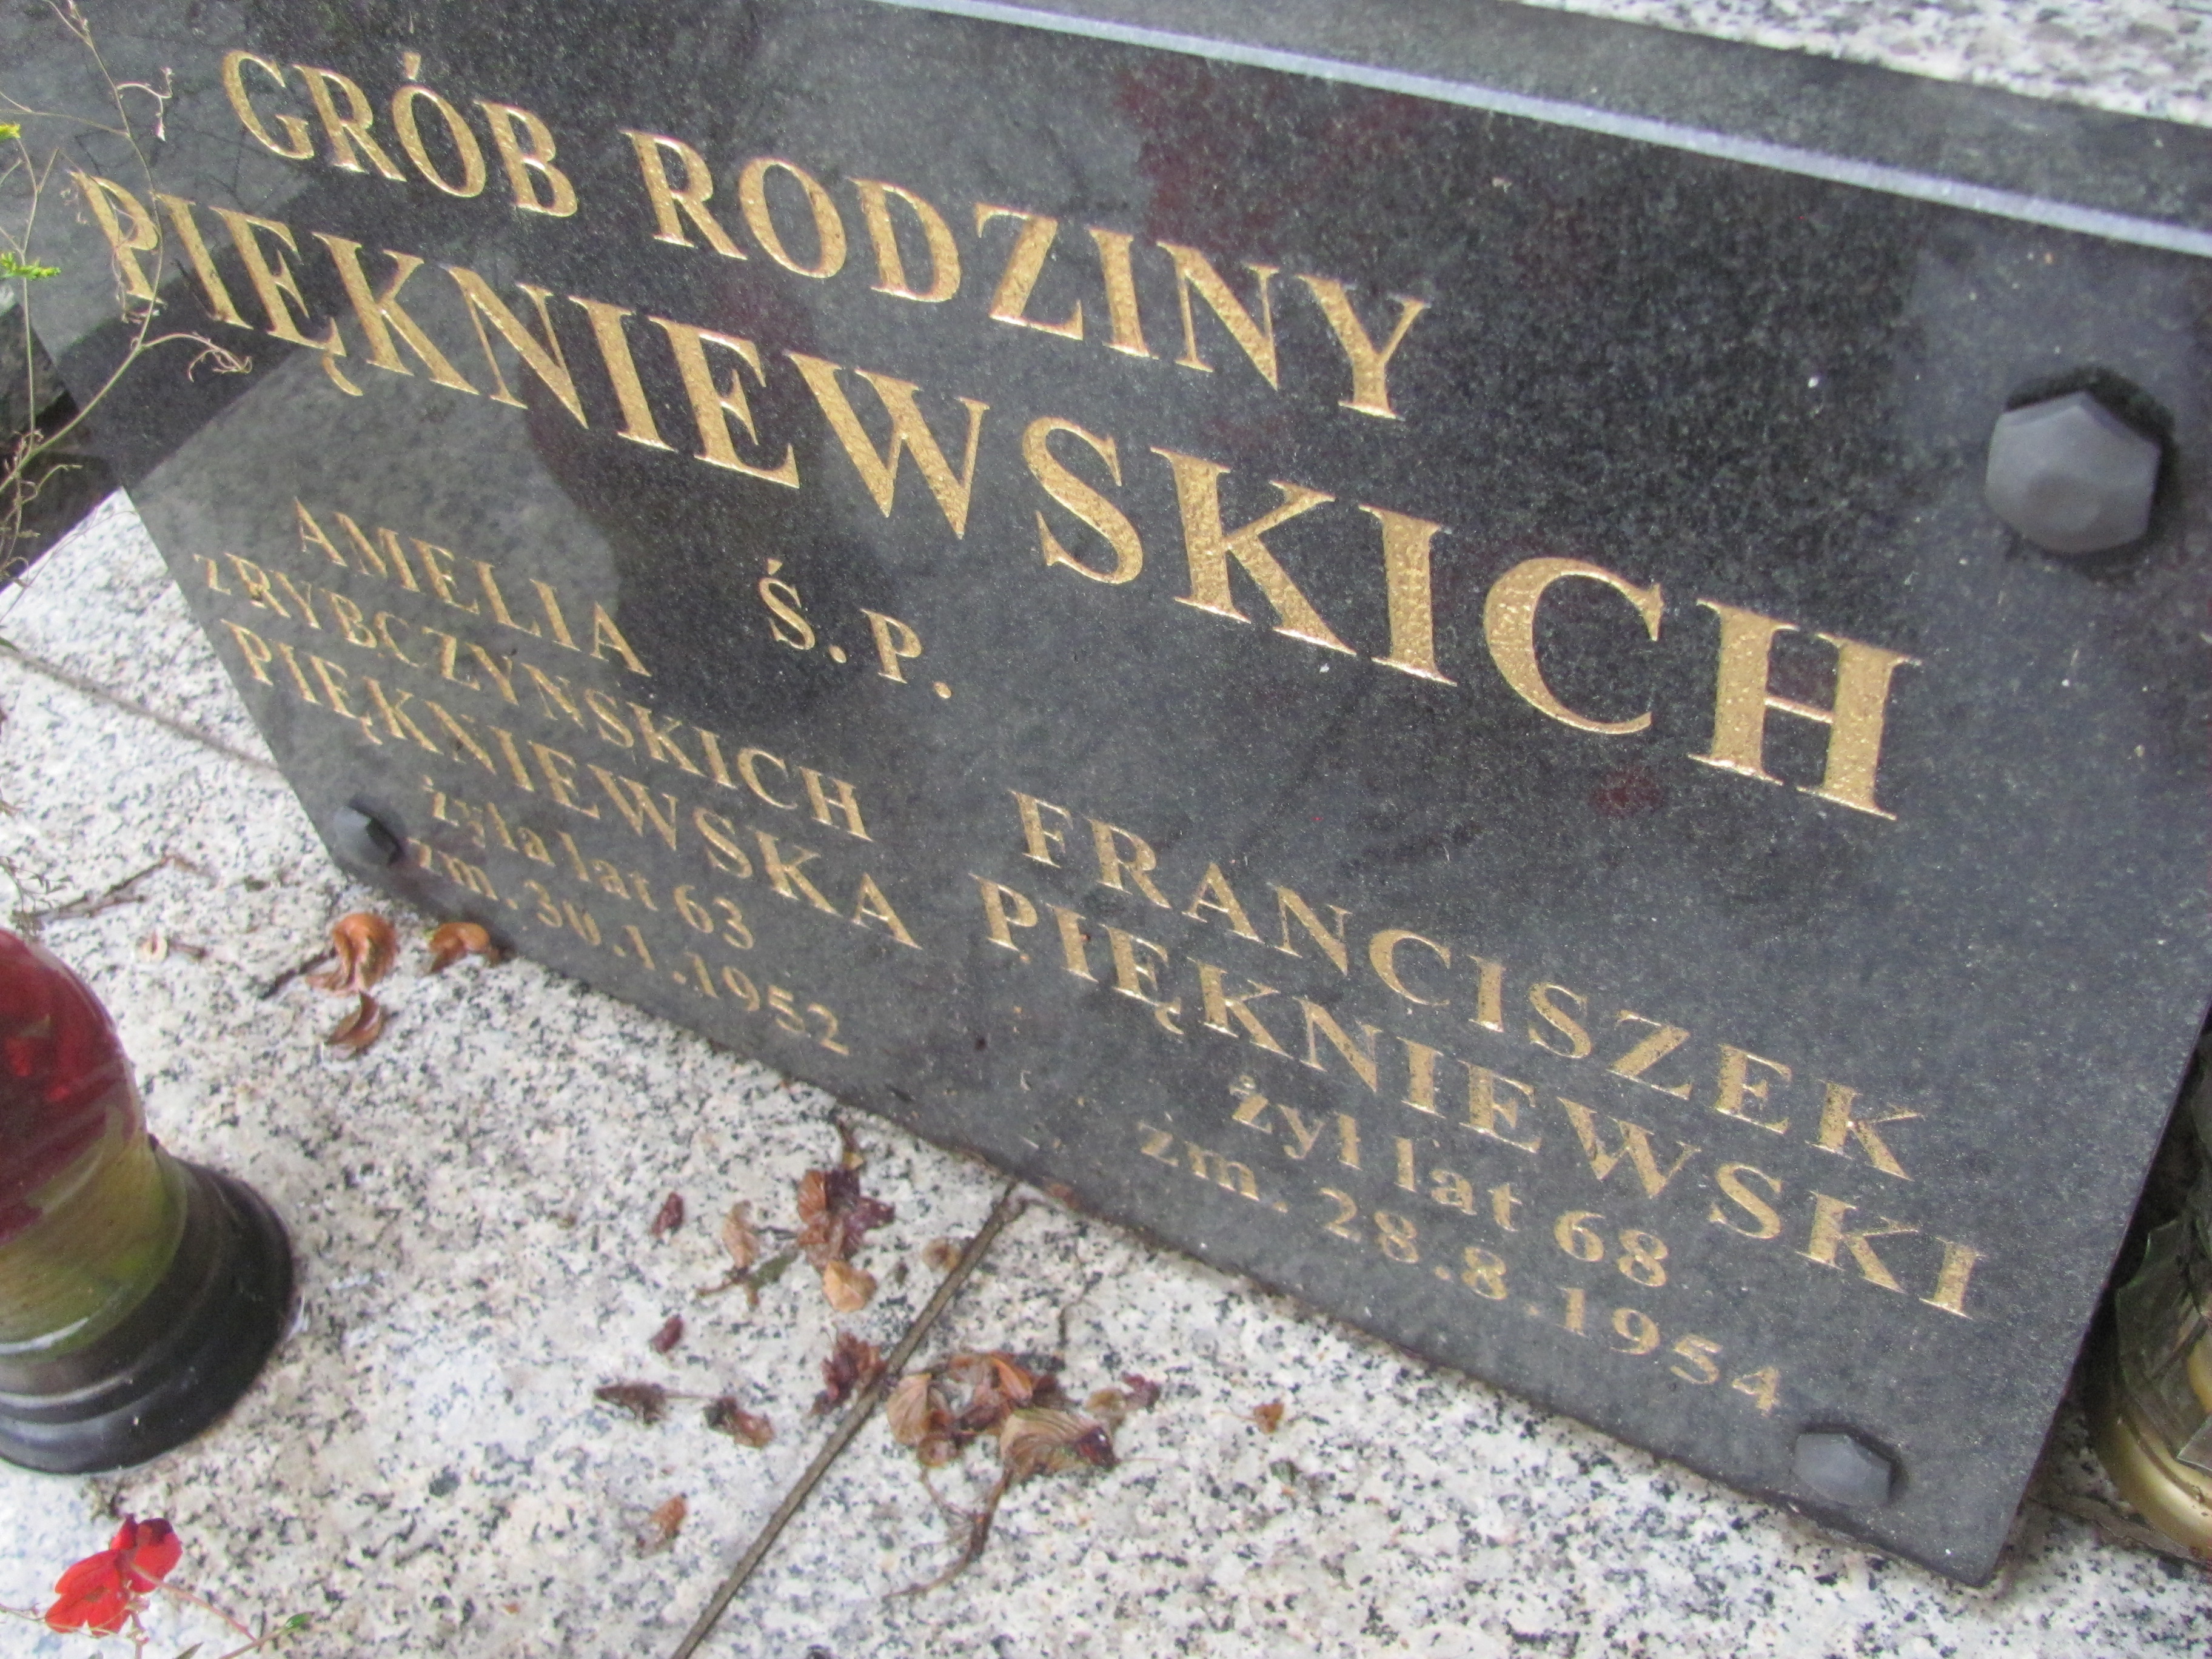 GRÓB RODZINY
PIĘKNIEWSKICH
Ś.P.
AMELIA
z RYBCZYNSKICH
PIĘKNIEWSKA
żyła lat 63
zm. 30.1.1952
FRANCISZEK
PIĘKNIEWSKI
żył lat 68
zm. 28.8.1954